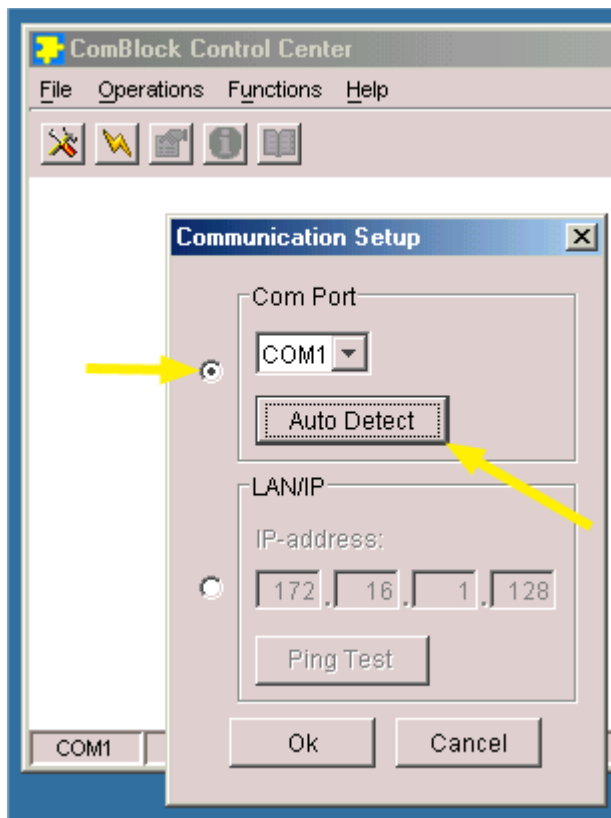 ComBlock Control Center
File Operations Functions Help
Communication Setup
Com Port
COM1
Auto Detect
LAN/IP
IP-address:
172 . 16 . 1 . 128
Ping Test
Ok Cancel
COM1